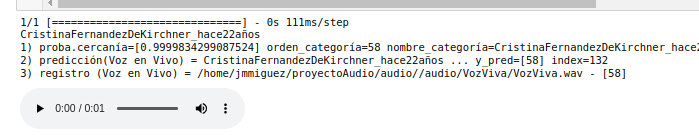 1/1 [==============================] - 0s 111ms/step
CristinaFernandezDeKirchner_hace22años
1) proba.cercanía=[0.9999834299087524] orden_categoría=58 nombre_categoría=CristinaFernandezDeKirchner_hace2
2) predicción(Voz en Vivo) = CristinaFernandezDeKirchner_hace22años ... y_pred=[58] index=132
3) registro (Voz en Vivo) = /home/jmmiguez/proyectoAudio/audio//audio/VozViva/VozViva.wav - [58]
0:00 / 0:01